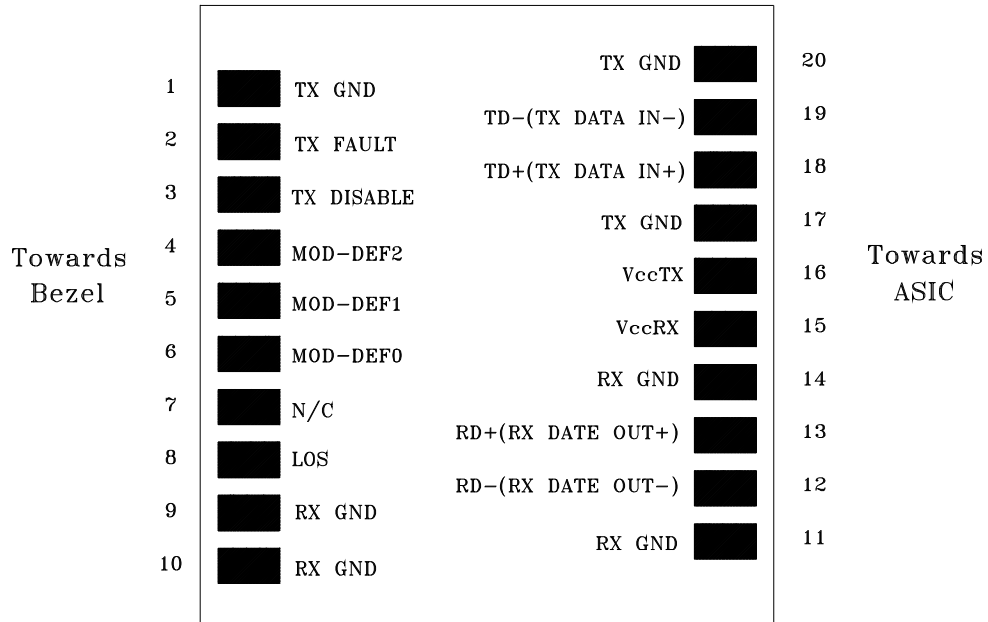 1 TX GND
2 TX FAULT
3 TX DISABLE
4 MOD-DEF2
5 MOD-DEF1
6 MOD-DEF0
7 N/C
8 LOS
9 RX GND
10 RX GND
Towards
Bezel
TX GND 20
TD-(TX DATA IN-) 19
TD+(TX DATA IN+) 18
TX GND 17
VccTX 16
VccRX 15
RX GND 14
RD+(RX DATE OUT+) 13
RD-(RX DATE OUT-) 12
RX GND 11
Towards
ASIC